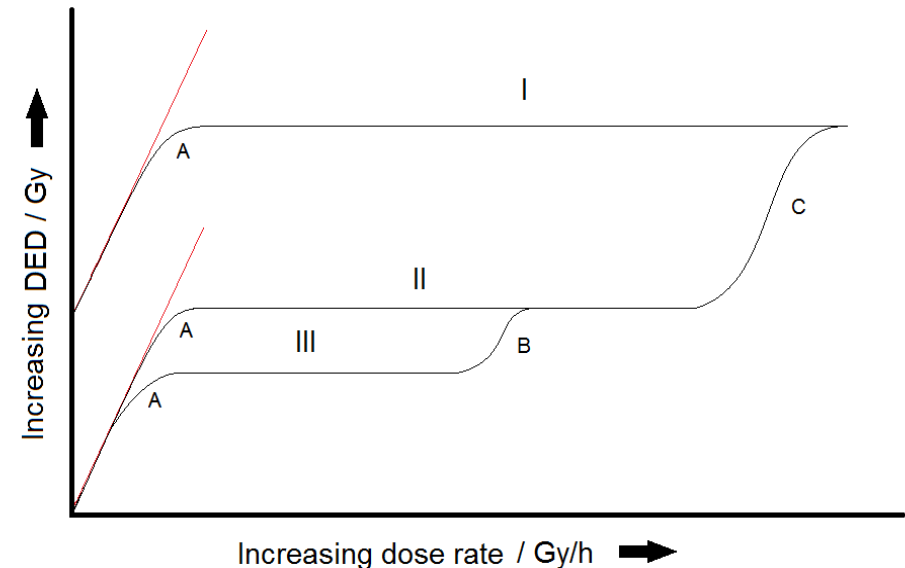 I
A
C
II
A
B
III
A
Increasing DED / Gy
Increasing dose rate / Gy/h